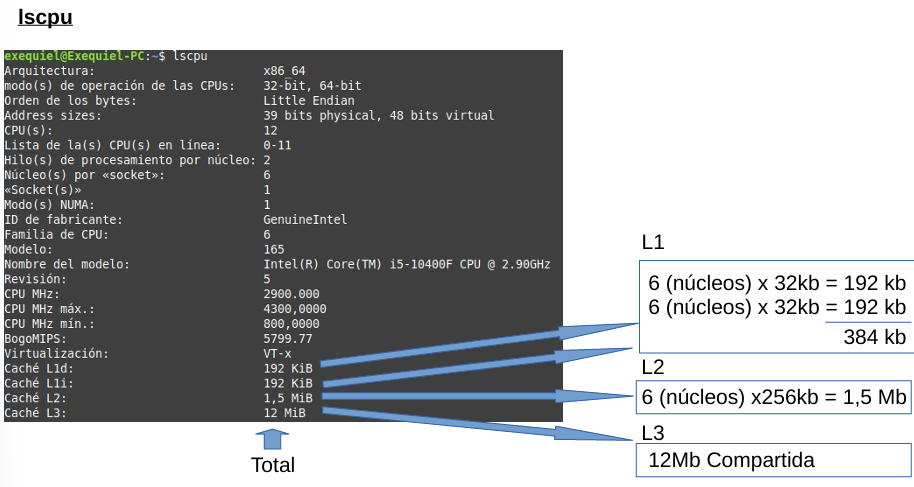 lscpu
exequiel@Exequiel-PC:~$ lscpu
Arquitectura: x86_64
modo(s) de operación de las CPUs: 32-bit, 64-bit
Orden de los bytes: Little Endian
Address sizes: 39 bits physical, 48 bits virtual
CPU(s): 12
Lista de la(s) CPU(s) en línea: 0-11
Hilo(s) de procesamiento por núcleo: 2
Núcleo(s) por «socket»: 6
«Socket(s)» 1
Modo(s) NUMA: 1
ID de fabricante: GenuineIntel
Familia de CPU: 6
Modelo: 165
Nombre del modelo: Intel(R) Core(TM) i5-10400F CPU @ 2.90GHz
Revisión: 5
CPU MHz: 2900.000
CPU MHz máx.: 4300,0000
CPU MHz mín.: 800,0000
BogoMIPS: 5799.77
Virtualización: VT-x
Caché L1d: 192 KiB
Caché L1i: 192 KiB
Caché L2: 1,5 MiB
Caché L3: 12 MiB
Total
L1
6 (núcleos) x 32kb = 192 kb
6 (núcleos) x 32kb = 192 kb
384 kb
L2
6 (núcleos) x256kb = 1,5 Mb
L3
12Mb Compartida